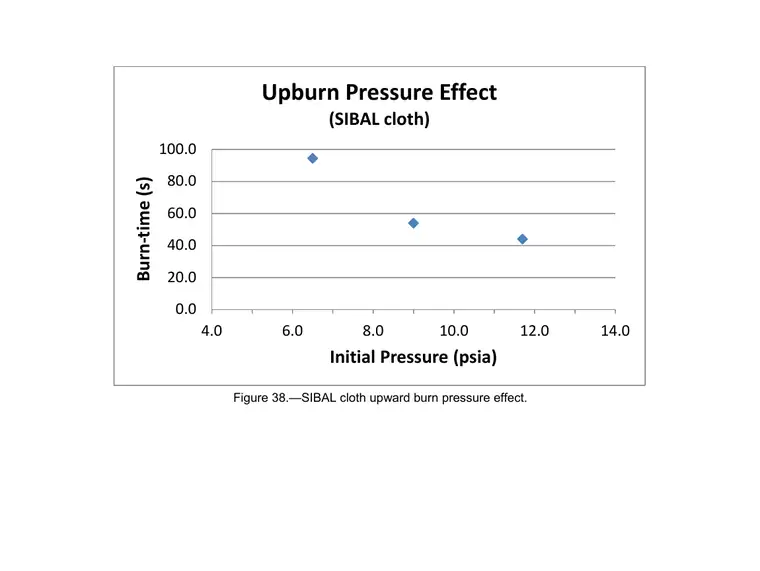 Upburn Pressure Effect
(SIBAL cloth)
100.0
80.0
60.0
40.0
20.0
0.0
Burn-time (s)
4.0 6.0 8.0 10.0 12.0 14.0
Initial Pressure (psia)
Figure 38.—SIBAL cloth upward burn pressure effect.